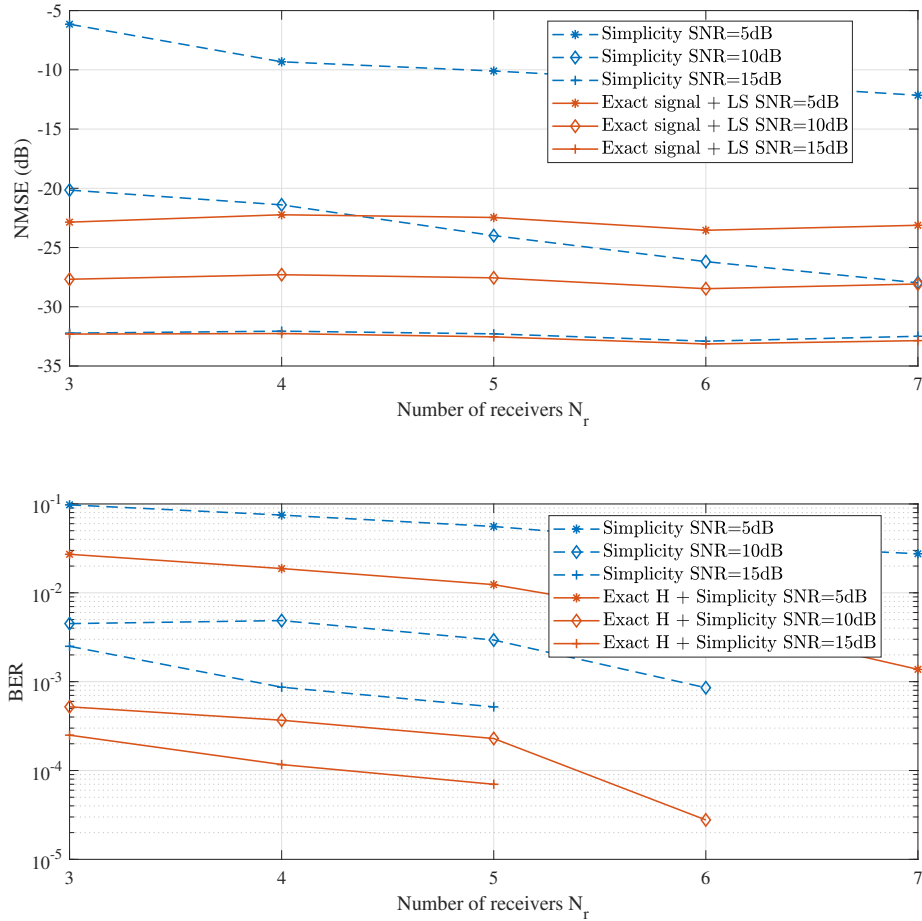 -5
-10
-15
-20
-25
-30
-35
NMSE (dB)
3 4 5 6 7
Number of receivers N_r
Simplicity SNR=5dB
Simplicity SNR=10dB
Simplicity SNR=15dB
Exact signal + LS SNR=5dB
Exact signal + LS SNR=10dB
Exact signal + LS SNR=15dB
10^-1
10^-2
10^-3
10^-4
10^-5
BER
3 4 5 6 7
Number of receivers N_r
Simplicity SNR=5dB
Simplicity SNR=10dB
Simplicity SNR=15dB
Exact H + Simplicity SNR=5dB
Exact H + Simplicity SNR=10dB
Exact H + Simplicity SNR=15dB